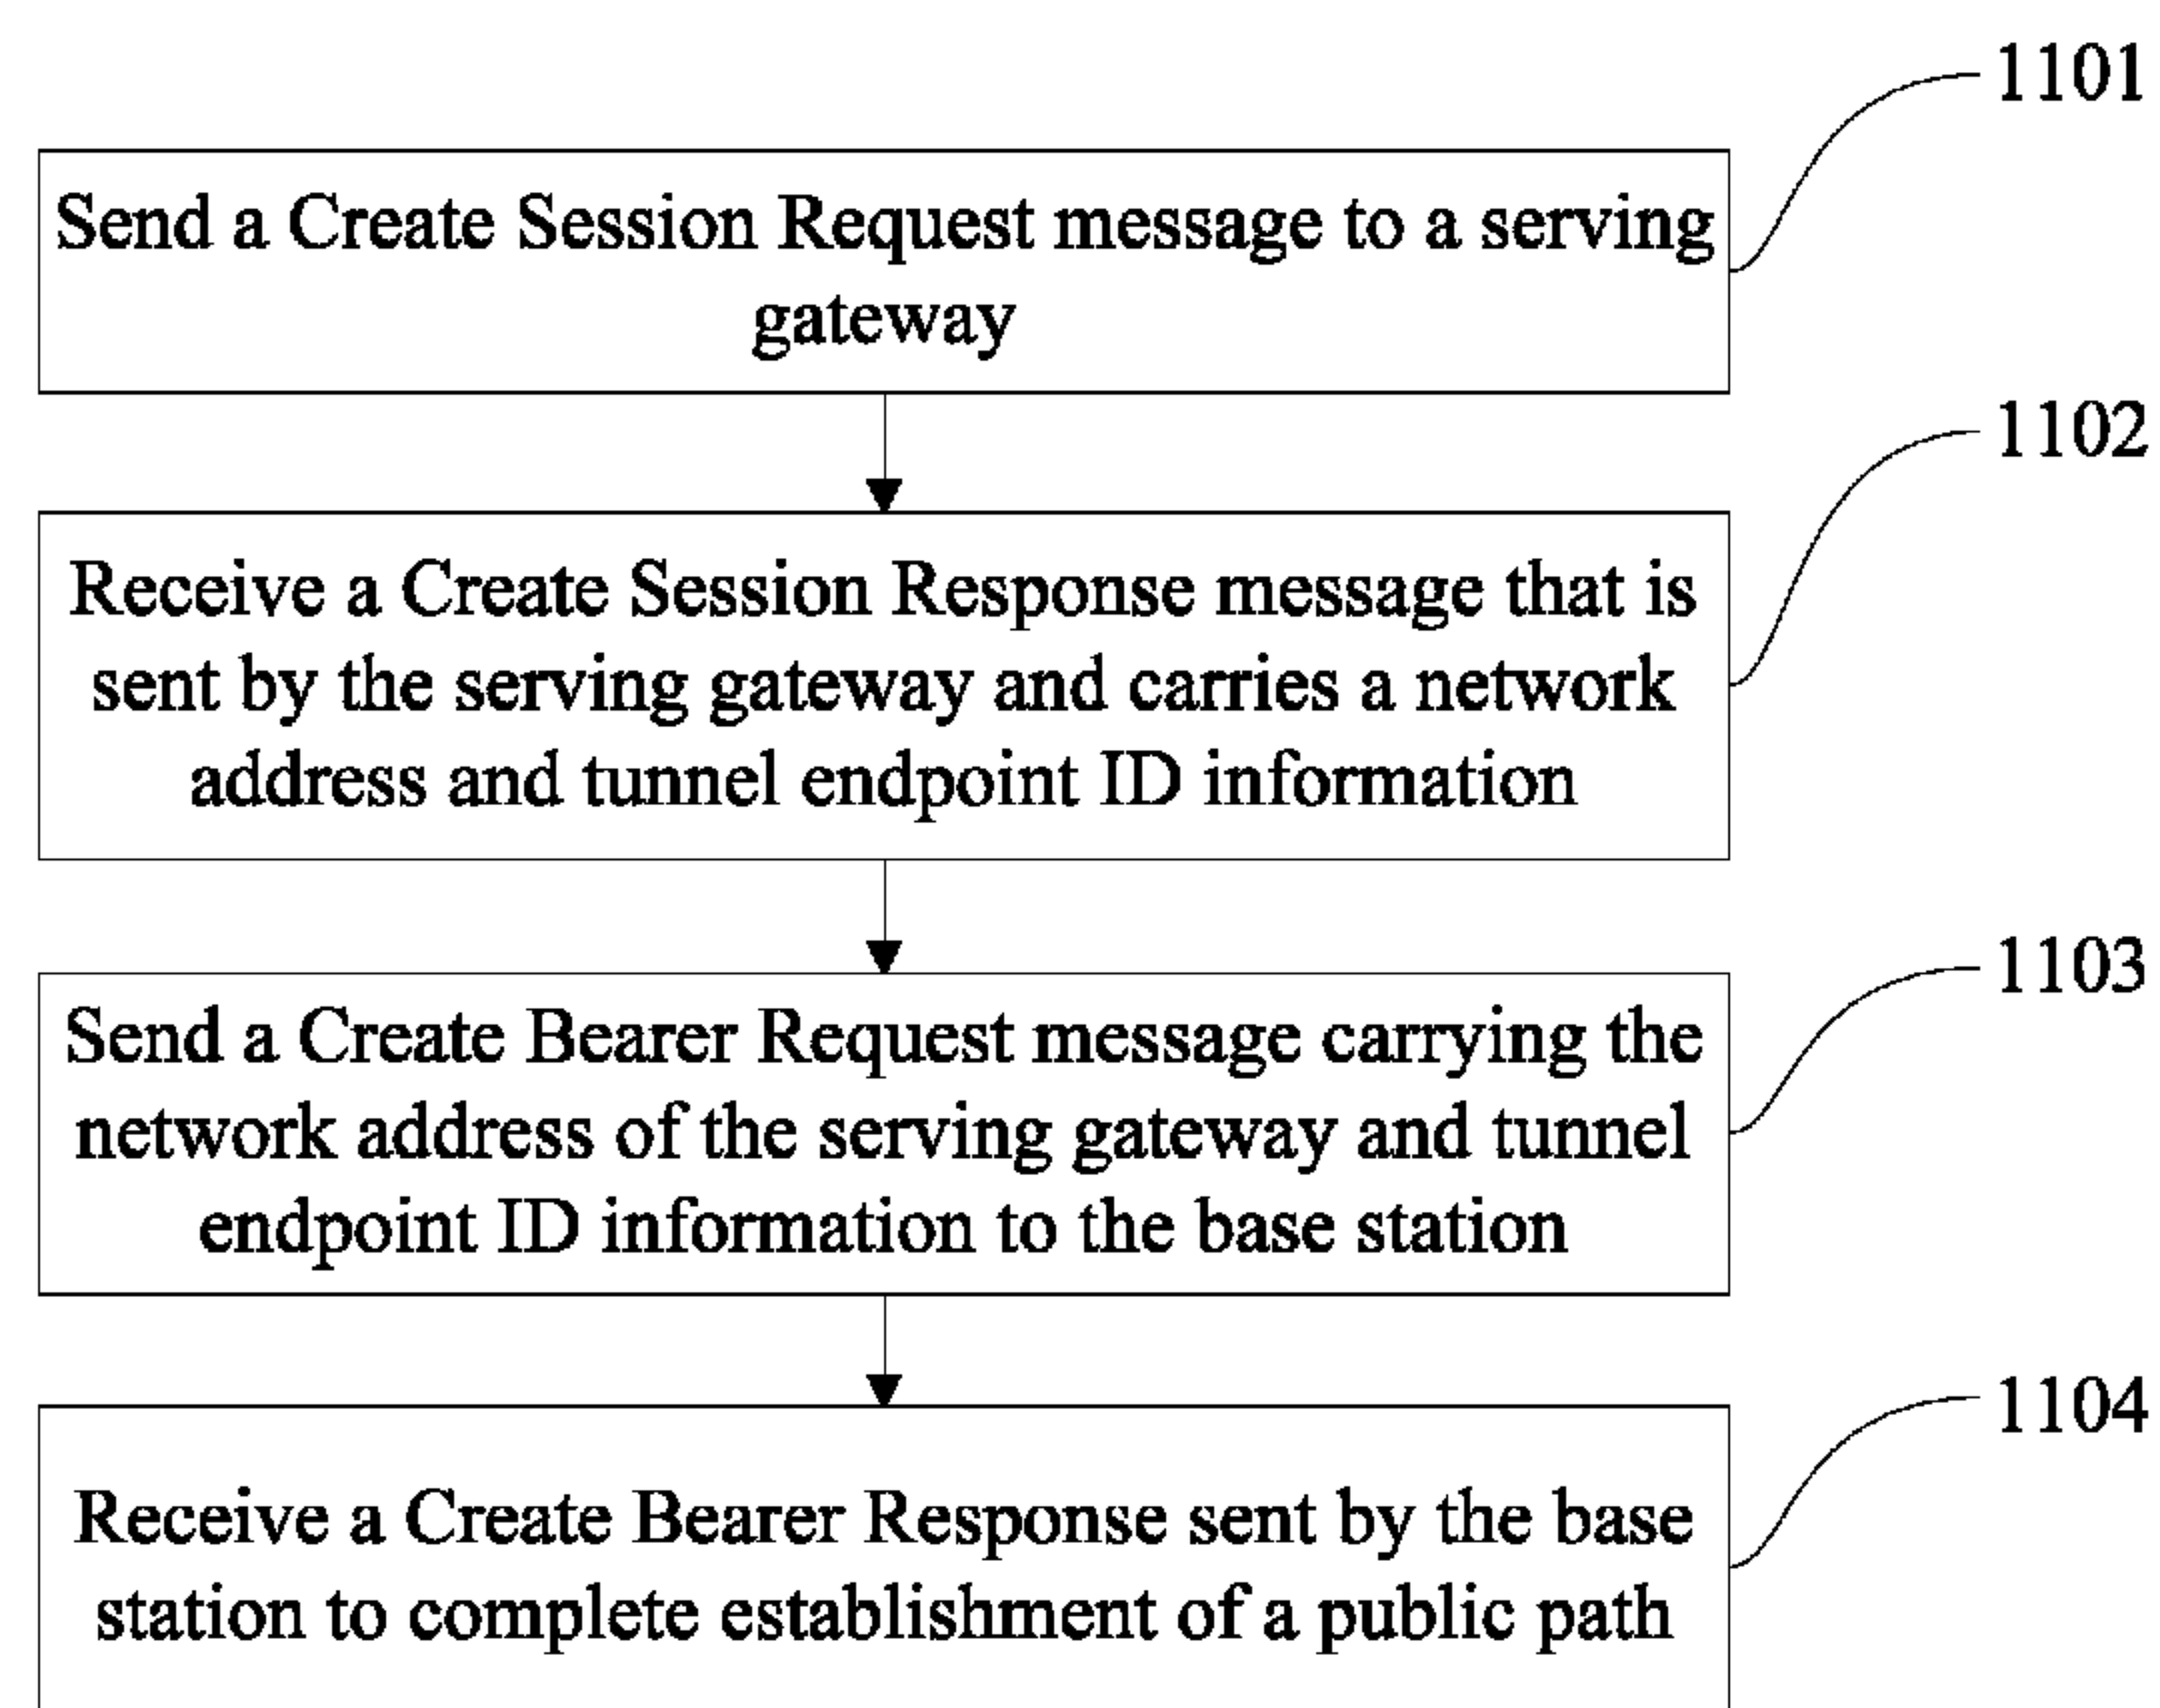 1101
Send a Create Session Request message to a serving
gateway
1102
Receive a Create Session Response message that is
sent by the serving gateway and carries a network
address and tunnel endpoint ID information
1103
Send a Create Bearer Request message carrying the
network address of the serving gateway and tunnel
endpoint ID information to the base station
1104
Receive a Create Bearer Response sent by the base
station to complete establishment of a public path